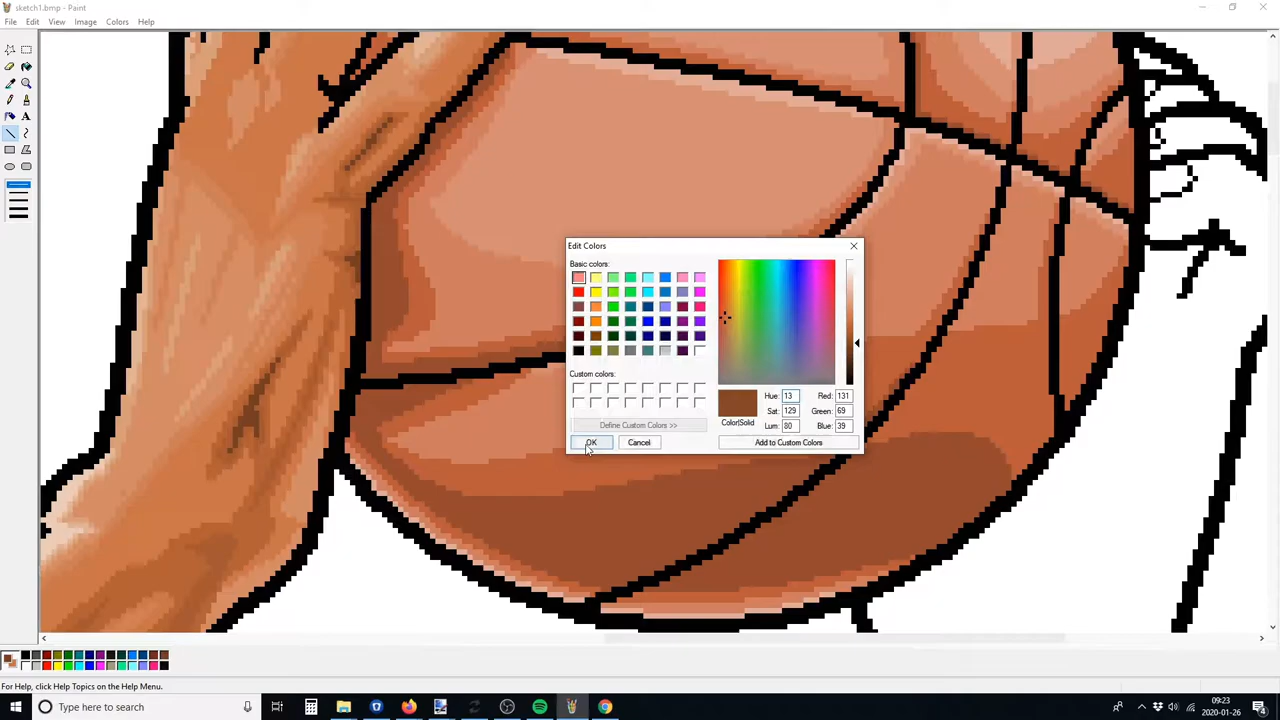 sketch1.bmp - Paint
File Edit View Image Colors Help
Edit Colors
Basic colors:
Custom colors:
Define Custom Colors >>
OK Cancel
Color|Solid
Hue: 13 Red: 131
Sat: 129 Green: 69
Lum: 80 Blue: 39
Add to Custom Colors
For Help, click Help Topics on the Help Menu.
Type here to search
09:23
2020-01-26
4